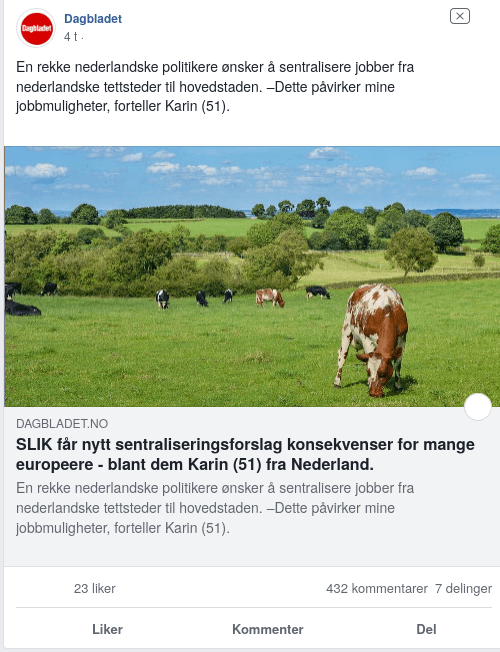 Dagbladet
Dagbladet
4 t ·
En rekke nederlandske politikere ønsker å sentralisere jobber fra
nederlandske tettsteder til hovedstaden. –Dette påvirker mine
jobbmuligheter, forteller Karin (51).
DAGBLADET.NO
SLIK får nytt sentraliseringsforslag konsekvenser for mange
europeere - blant dem Karin (51) fra Nederland.
En rekke nederlandske politikere ønsker å sentralisere jobber fra
nederlandske tettsteder til hovedstaden. –Dette påvirker mine
jobbmuligheter, forteller Karin (51).
23 liker 432 kommentarer 7 delinger
Liker Kommenter Del